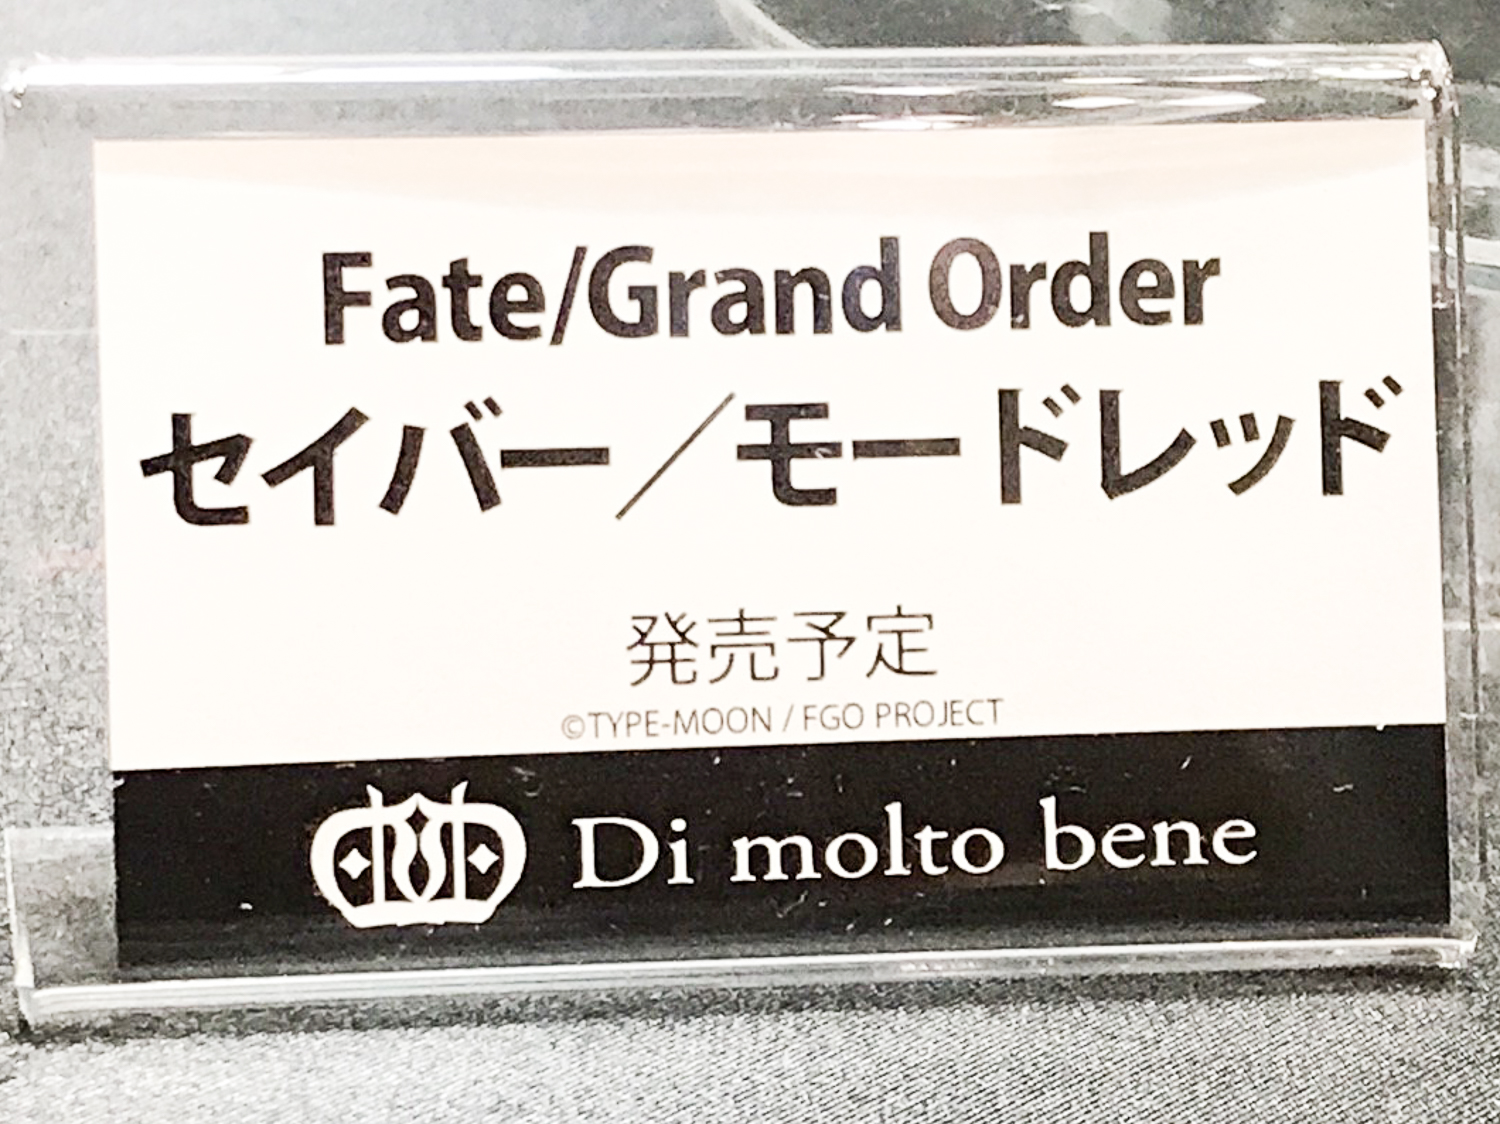 Fate/Grand Order
セイバー／モードレッド
発売予定
©TYPE-MOON / FGO PROJECT
Di molto bene